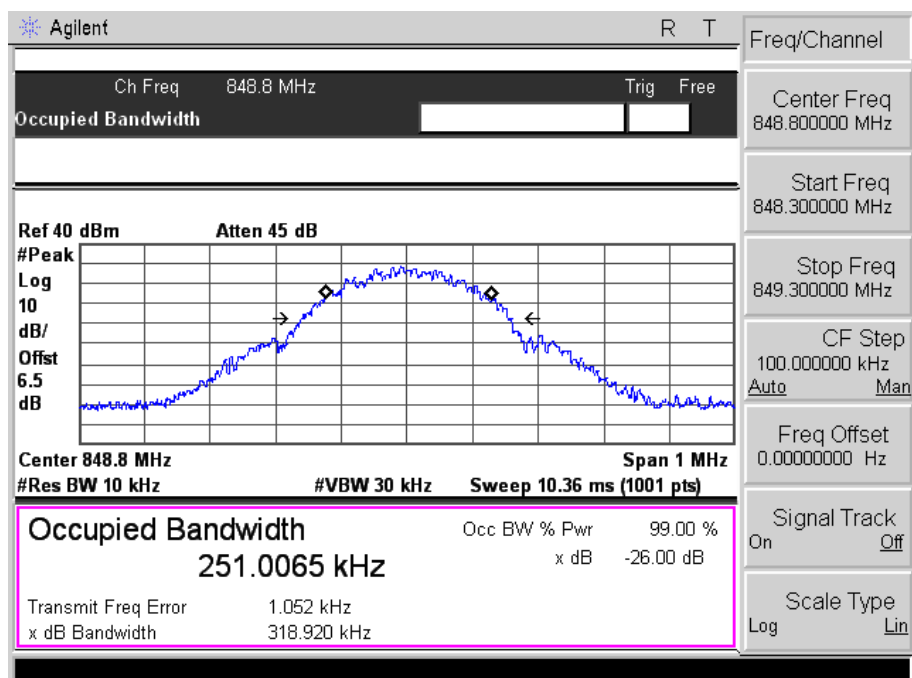 Agilent R T
Freq/Channel
Ch Freq 848.8 MHz Trig Free
Occupied Bandwidth
Center Freq
848.800000 MHz
Start Freq
848.300000 MHz
Stop Freq
849.300000 MHz
CF Step
100.000000 kHz
Auto Man
Freq Offset
0.00000000 Hz
Signal Track
On Off
Scale Type
Log Lin
Ref 40 dBm Atten 45 dB
#Peak
Log
10
dB/
Offst
6.5
dB
Center 848.8 MHz Span 1 MHz
#Res BW 10 kHz #VBW 30 kHz Sweep 10.36 ms (1001 pts)
Occupied Bandwidth Occ BW % Pwr 99.00 %
251.0065 kHz x dB -26.00 dB
Transmit Freq Error 1.052 kHz
x dB Bandwidth 318.920 kHz